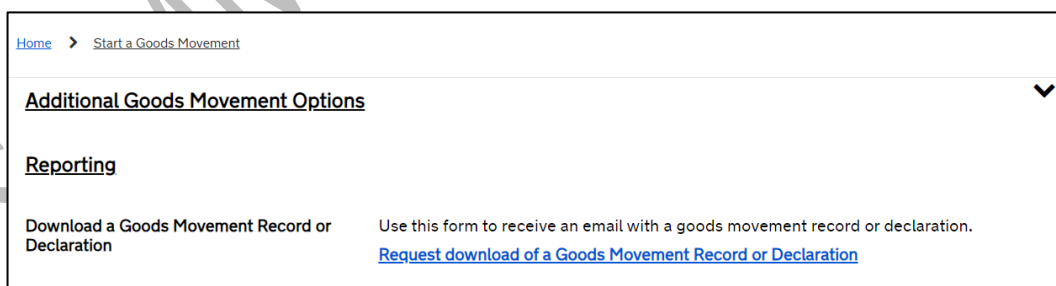 Home > Start a Goods Movement
Additional Goods Movement Options
Reporting
Download a Goods Movement Record or
Declaration
Use this form to receive an email with a goods movement record or declaration.
Request download of a Goods Movement Record or Declaration